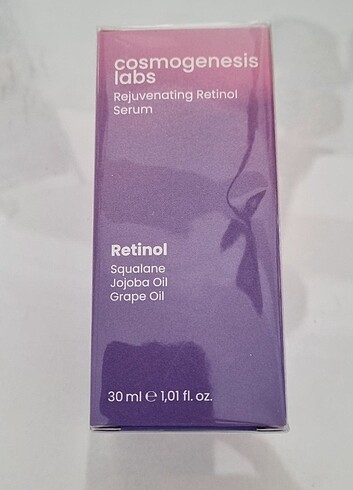 cosmogenesis
labs
Rejuvenating Retinol
Serum
Retinol
Squalane
Jojoba Oil
Grape Oil
30 ml ℮ 1,01 fl. oz.